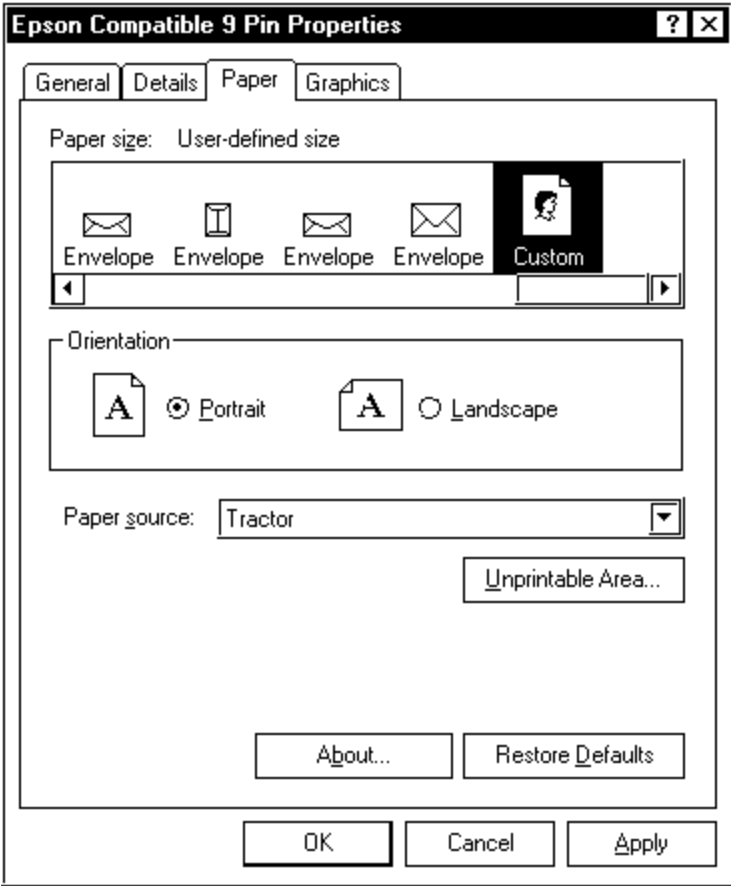 Epson Compatible 9 Pin Properties ?
General Details Paper Graphics
Paper size: User-defined size
Envelope Envelope Envelope Envelope Custom
Orientation
A Portrait A Landscape
Paper source: Tractor
Unprintable Area...
About... Restore Defaults
OK Cancel Apply